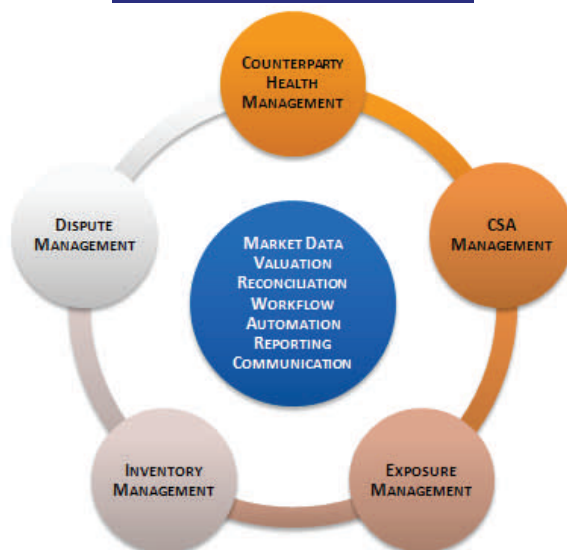 COUNTERPARTY
HEALTH
MANAGEMENT
DISPUTE
MANAGEMENT
CSA
MANAGEMENT
MARKET DATA
VALUATION
RECONCILIATION
WORKFLOW
AUTOMATION
REPORTING
COMMUNICATION
INVENTORY
MANAGEMENT
EXPOSURE
MANAGEMENT